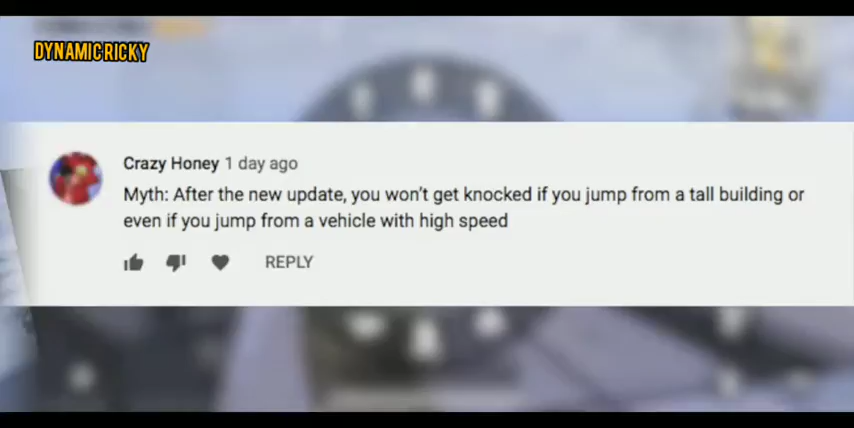 DYNAMICRICKY
Crazy Honey 1 day ago
Myth: After the new update, you won't get knocked if you jump from a tall building or
even if you jump from a vehicle with high speed
REPLY